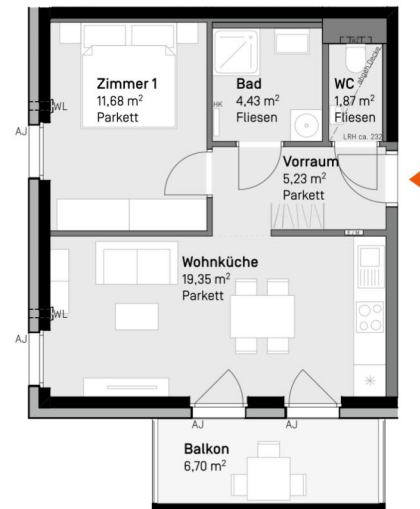 Zimmer 1
11,68 m²
Parkett
Bad
4,43 m²
Fliesen
WC
1,87 m²
Fliesen
abgeh. Decke
LRH ca. 232
HK
WL
AJ
Vorraum
5,23 m²
Parkett
E / M
Wohnküche
19,35 m²
Parkett
WL
AJ
AJ
AJ
Balkon
6,70 m²